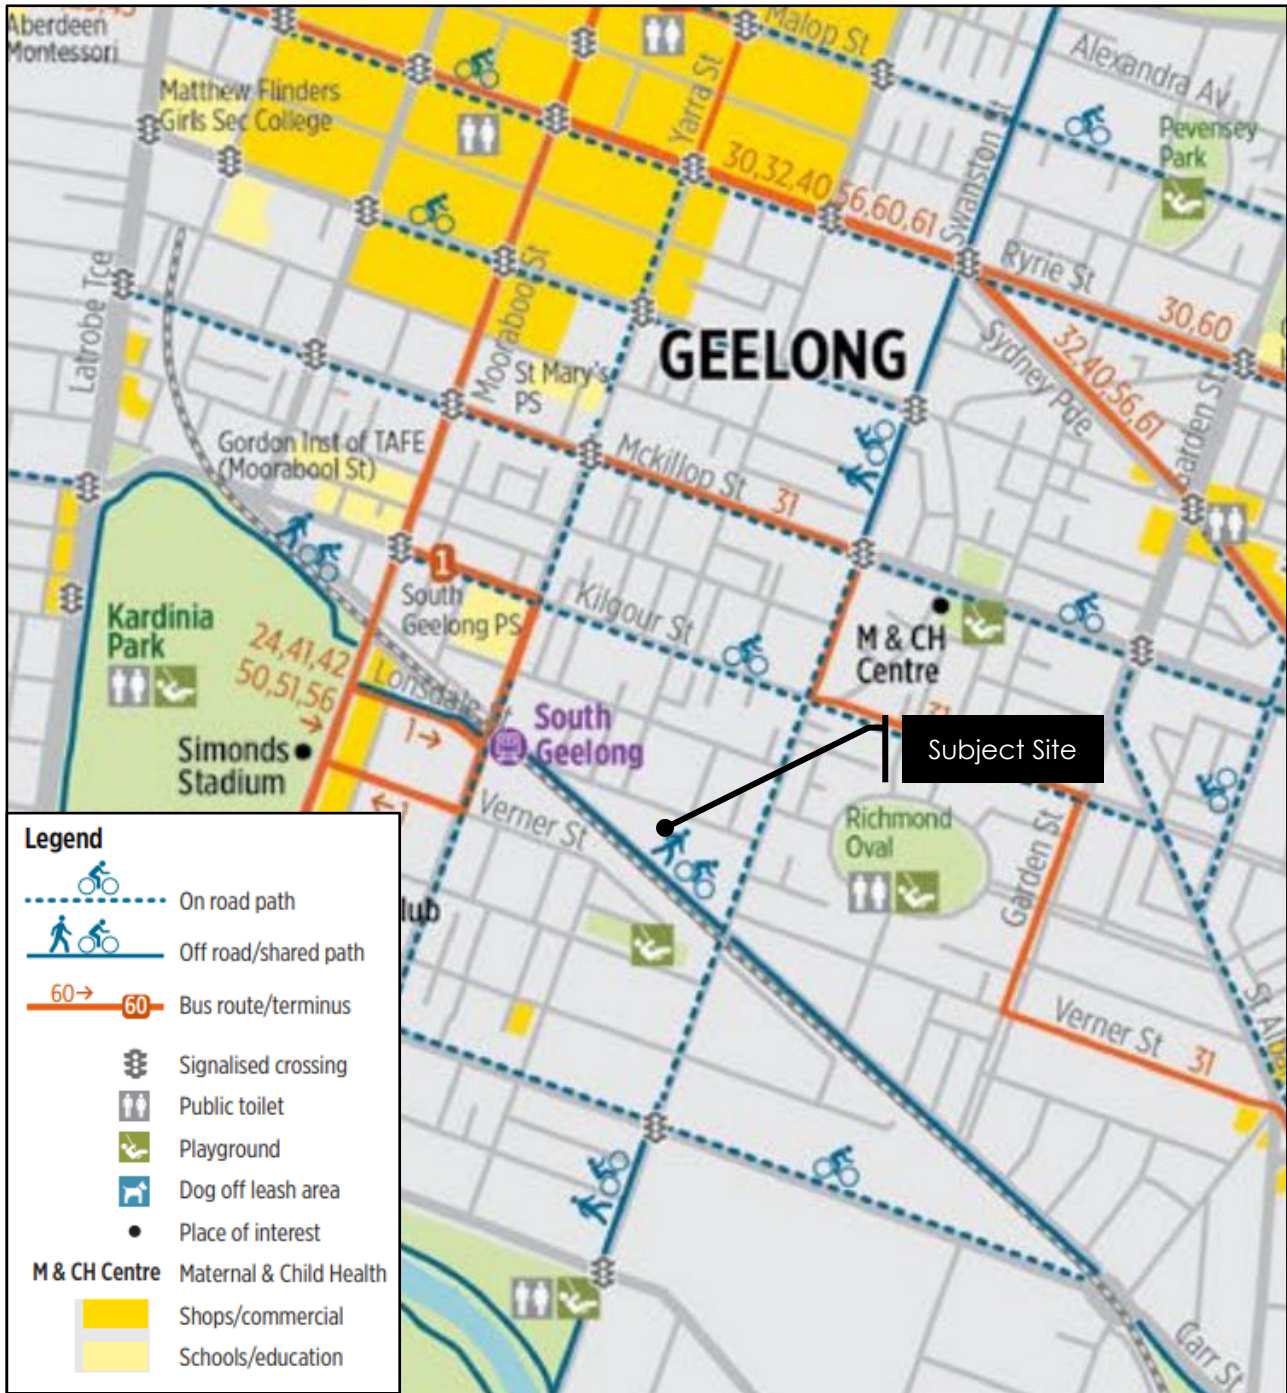 Aberdeen
Montessori
Malop St
Alexandra Av
Matthew Flinders
Girls Sec College
Yarra St
Swanston
Pevensey
Park
30,32,40,56,60,61
Ryrie St
30,60
Latrobe Tce
Moorabool St
GEELONG
Sydney Pde
32,40,56,61
Garden St
St Mary's
PS
Gordon Inst of TAFE
(Moorabool St)
Mckillop St
31
1
South
Geelong PS
Kilgour St
Kardinia
Park
M & CH
Centre
24,41,42
50,51,56
→
Lonsdale
1→
South
Geelong
31
Subject Site
Simonds
Stadium
←1
Verner St
Richmond
Oval
Garden St
lub
Verner St
31
Carr St
Legend
On road path
Off road/shared path
60→
60
Bus route/terminus
Signalised crossing
Public toilet
Playground
Dog off leash area
Place of interest
M & CH Centre
Maternal & Child Health
Shops/commercial
Schools/education